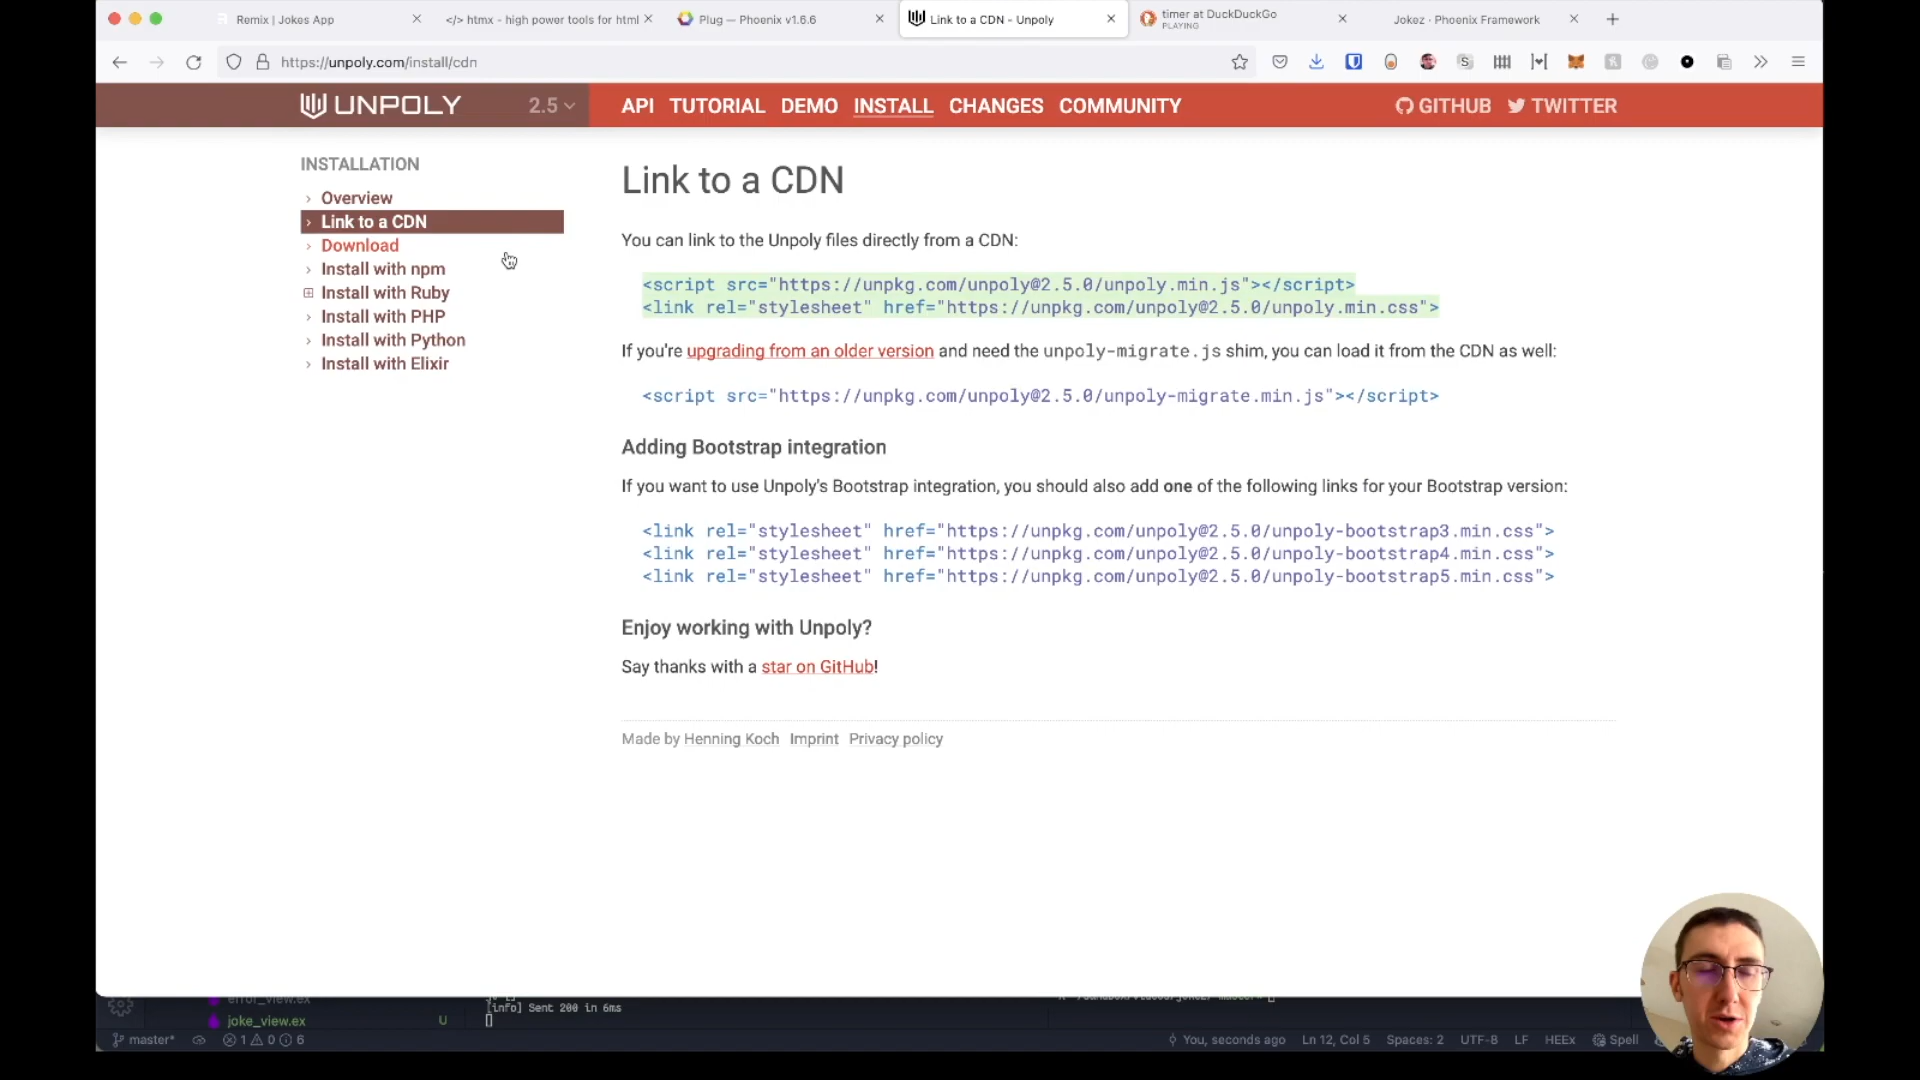 Remix | Jokes App
</> htmx - high power tools for html
Plug — Phoenix v1.6.6
Link to a CDN - Unpoly
timer at DuckDuckGo
PLAYING
Jokez · Phoenix Framework
https://unpoly.com/install/cdn
UNPOLY 2.5
API TUTORIAL DEMO INSTALL CHANGES COMMUNITY
GITHUB TWITTER
INSTALLATION
Overview
Link to a CDN
Download
Install with npm
Install with Ruby
Install with PHP
Install with Python
Install with Elixir
Link to a CDN
You can link to the Unpoly files directly from a CDN:
<script src="https://unpkg.com/unpoly@2.5.0/unpoly.min.js"></script>
<link rel="stylesheet" href="https://unpkg.com/unpoly@2.5.0/unpoly.min.css">
If you're upgrading from an older version and need the unpoly-migrate.js shim, you can load it from the CDN as well:
<script src="https://unpkg.com/unpoly@2.5.0/unpoly-migrate.min.js"></script>
Adding Bootstrap integration
If you want to use Unpoly's Bootstrap integration, you should also add one of the following links for your Bootstrap version:
<link rel="stylesheet" href="https://unpkg.com/unpoly@2.5.0/unpoly-bootstrap3.min.css">
<link rel="stylesheet" href="https://unpkg.com/unpoly@2.5.0/unpoly-bootstrap4.min.css">
<link rel="stylesheet" href="https://unpkg.com/unpoly@2.5.0/unpoly-bootstrap5.min.css">
Enjoy working with Unpoly?
Say thanks with a star on GitHub!
Made by Henning Koch Imprint Privacy policy
error_view.ex
[info] Sent 200 in 6ms
joke_view.ex U
master* 1 0 6
You, seconds ago Ln 12, Col 5 Spaces: 2 UTF-8 LF HEEx Spell